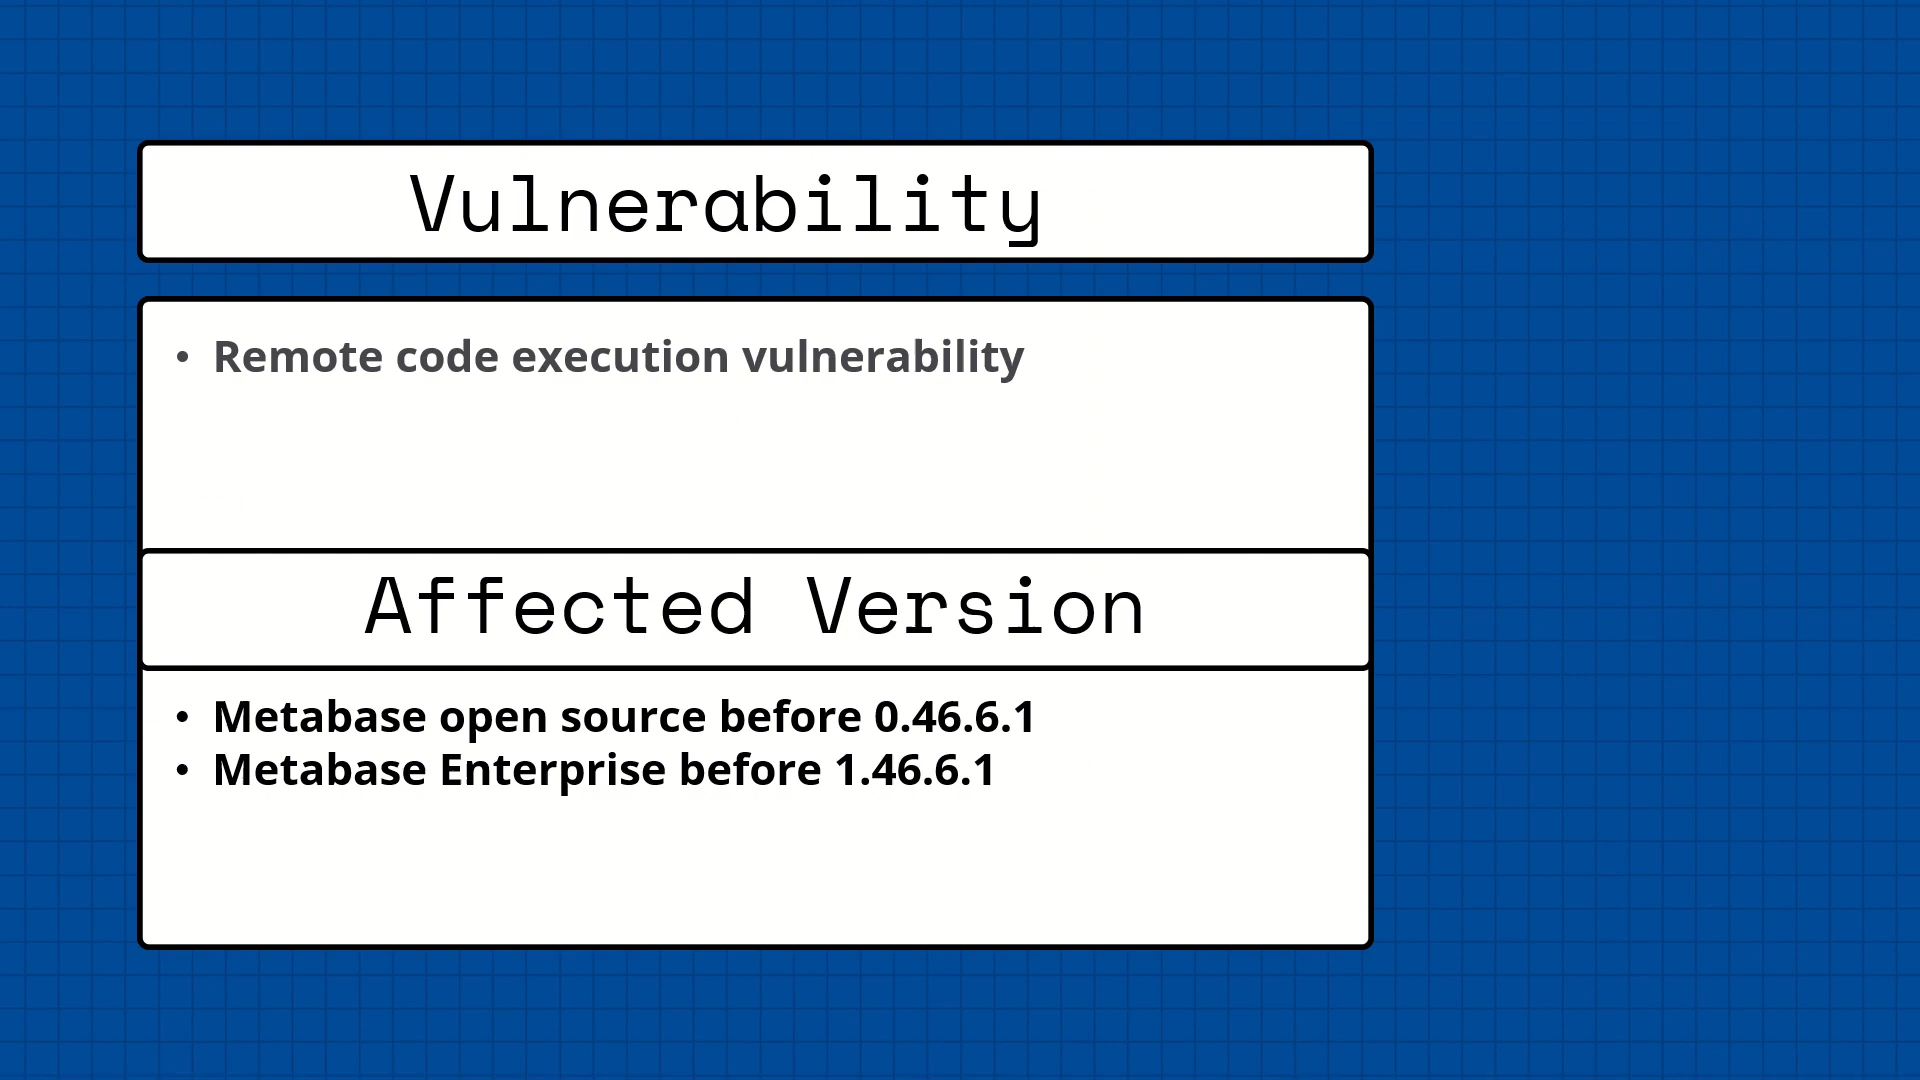 Vulnerability
• Remote code execution vulnerability
Affected Version
• Metabase open source before 0.46.6.1
• Metabase Enterprise before 1.46.6.1